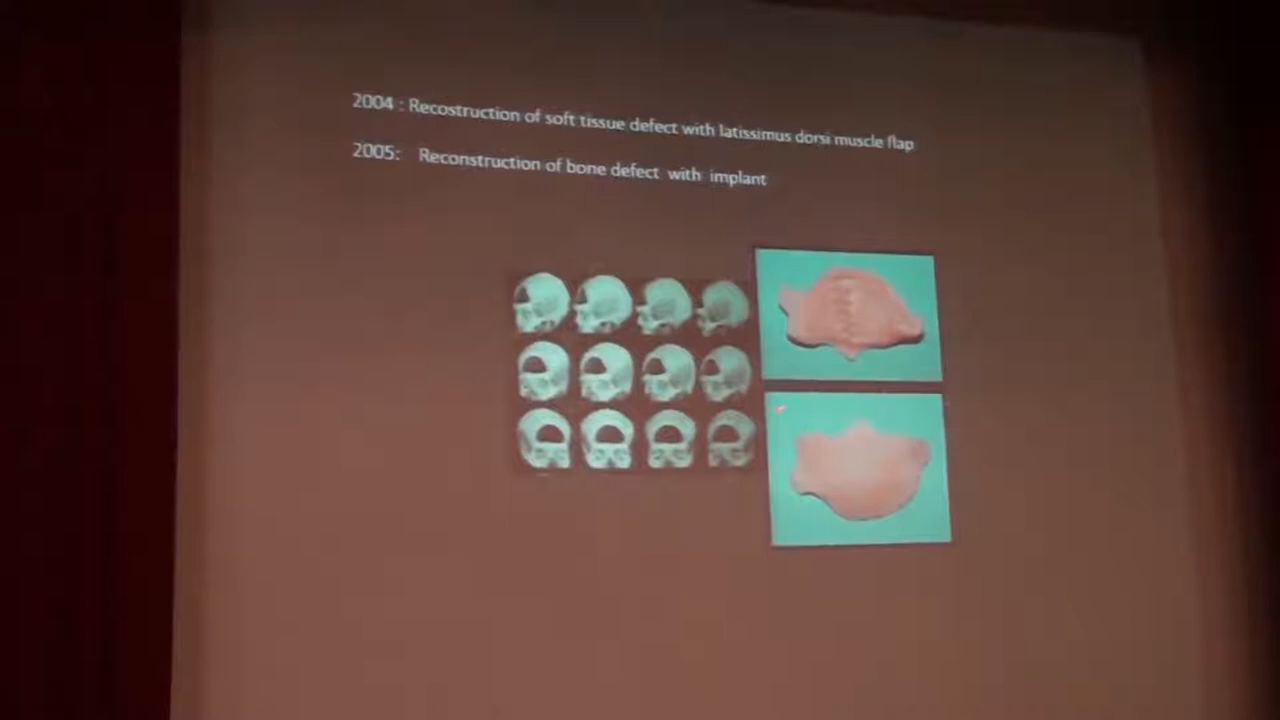 2004 : Recostruction of soft tissue defect with latissimus dorsi muscle flap
2005: Reconstruction of bone defect with implant